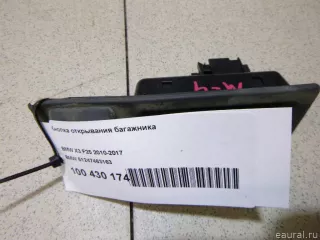 Кнопка открывания багажника
BMW X3 F25 2010-2017
BMW 51247463163
100 430 174
eaural.ru